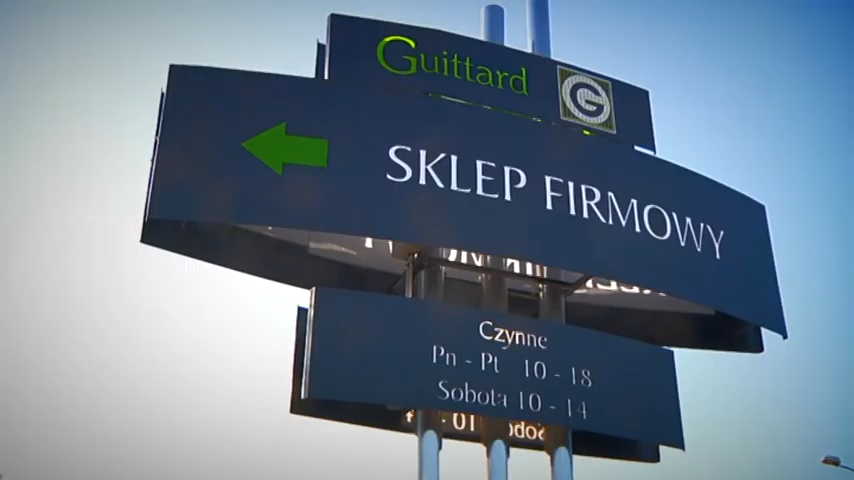 Guittard
SKLEP FIRMOWY
Czynne
Pn - Pt 10 - 18
Sobota 10 - 14